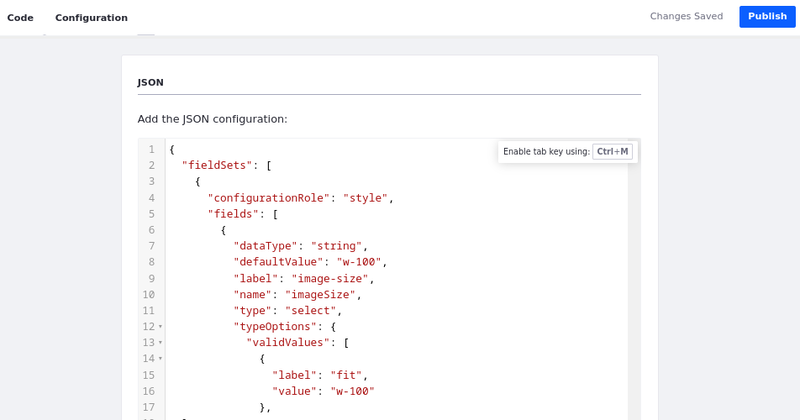 Code Configuration Changes Saved Publish
JSON
Add the JSON configuration:
Enable tab key using: Ctrl+M
1 {
2 "fieldSets": [
3 {
4 "configurationRole": "style",
5 "fields": [
6 {
7 "dataType": "string",
8 "defaultValue": "w-100",
9 "label": "image-size",
10 "name": "imageSize",
11 "type": "select",
12 "typeOptions": {
13 "validValues": [
14 {
15 "label": "fit",
16 "value": "w-100"
17 },